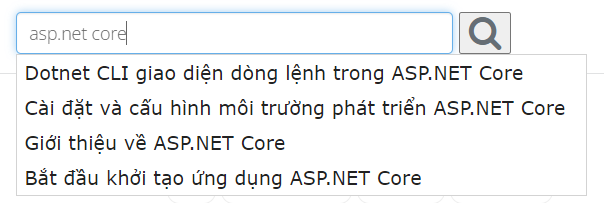 asp.net core
Dotnet CLI giao diện dòng lệnh trong ASP.NET Core
Cài đặt và cấu hình môi trường phát triển ASP.NET Core
Giới thiệu về ASP.NET Core
Bắt đầu khởi tạo ứng dụng ASP.NET Core